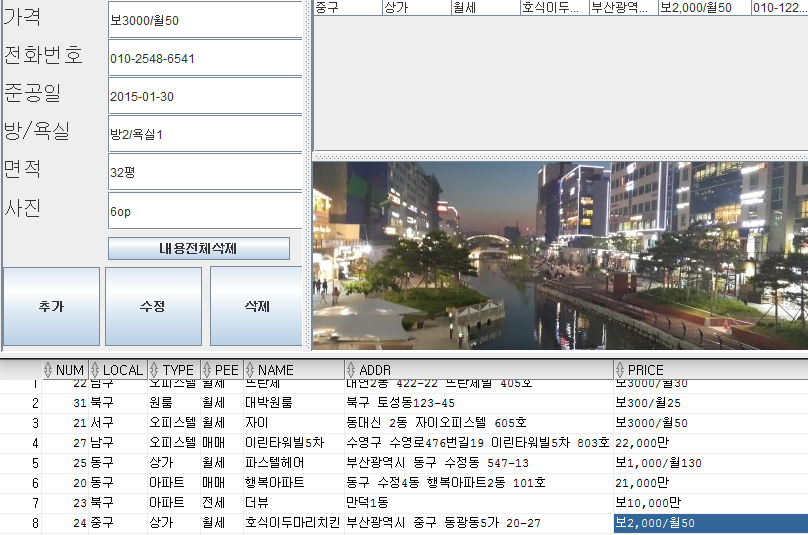 가격 보3000/월50
중구 상가 월세 호식이두... 부산광역... 보2,000/월50 010-122...
전화번호 010-2548-6541
준공일 2015-01-30
방/욕실 방2/욕실1
면적 32평
사진 6op
내용전체삭제
추가 수정 삭제
NUM LOCAL TYPE PEE NAME ADDR PRICE
1 22 남구 오피스텔 월세 뜨란세 대연2동 422-22 뜨란세빌 405호 보3000/월30
2 31 북구 원룸 월세 대박원룸 북구 토성동123-45 보300/월25
3 21 서구 오피스텔 월세 자이 동대신 2동 자이오피스텔 605호 보3000/월50
4 27 남구 오피스텔 매매 이린타워빌5차 수영구 수영로476번길19 이린타워빌5차 803호 22,000만
5 25 동구 상가 월세 파스텔헤어 부산광역시 동구 수정동 547-13 보1,000/월130
6 20 동구 아파트 매매 행복아파트 동구 수정4동 행복아파트2동 101호 21,000만
7 23 북구 아파트 전세 더뷰 만덕1동 보10,000만
8 24 중구 상가 월세 호식이두마리치킨 부산광역시 중구 동광동5가 20-27 보2,000/월50